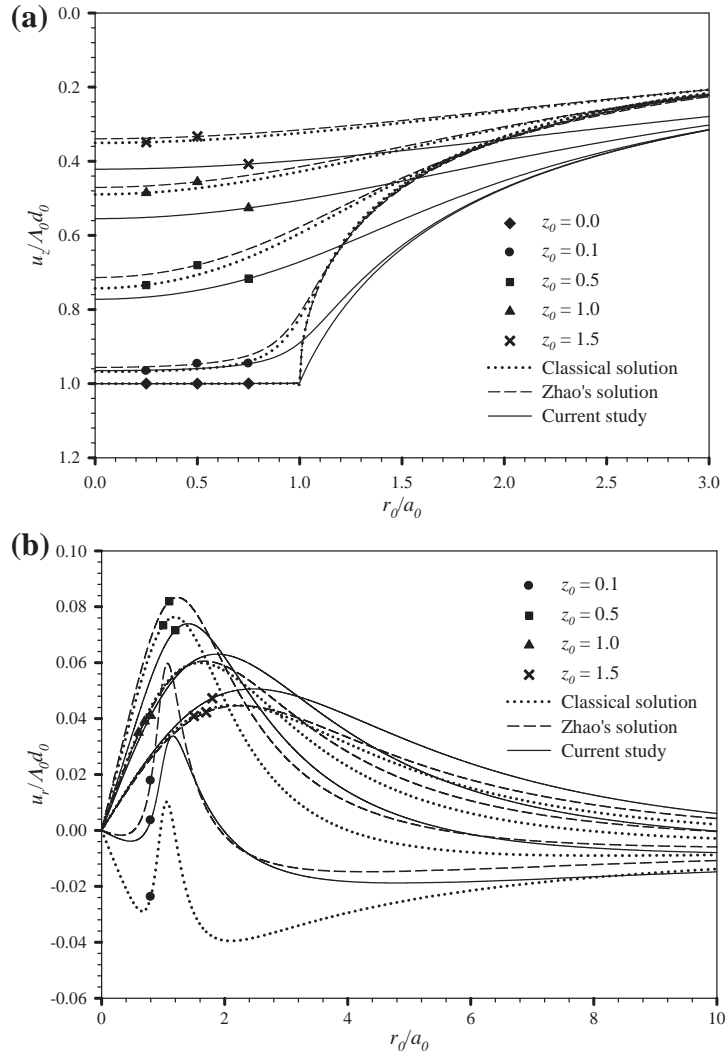 (a)
0.0
0.2
0.4
0.6
0.8
1.0
1.2
u_z/Λ_0d_0
z_0 = 0.0
z_0 = 0.1
z_0 = 0.5
z_0 = 1.0
z_0 = 1.5
Classical solution
Zhao's solution
Current study
0.0 0.5 1.0 1.5 2.0 2.5 3.0
r_0/a_0
(b)
0.10
0.08
0.06
0.04
0.02
0.00
-0.02
-0.04
-0.06
u_r/Λ_0d_0
z_0 = 0.1
z_0 = 0.5
z_0 = 1.0
z_0 = 1.5
Classical solution
Zhao's solution
Current study
0 2 4 6 8 10
r_0/a_0